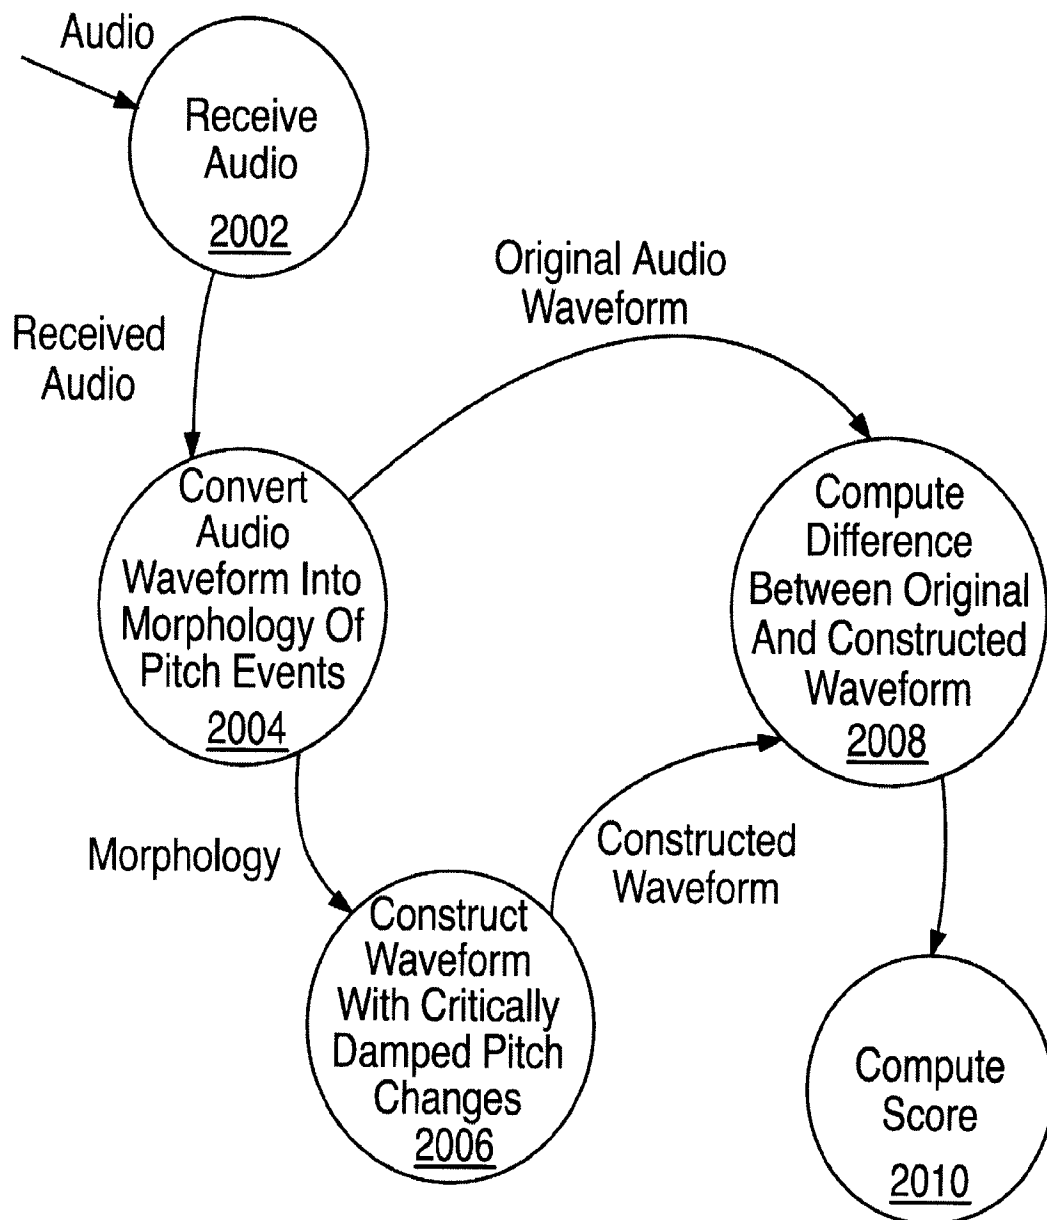 Audio
Receive
Audio
2002
Received
Audio
Original Audio
Waveform
Convert
Audio
Waveform Into
Morphology Of
Pitch Events
2004
Compute
Difference
Between Original
And Constructed
Waveform
2008
Morphology
Constructed
Waveform
Construct
Waveform
With Critically
Damped Pitch
Changes
2006
Compute
Score
2010